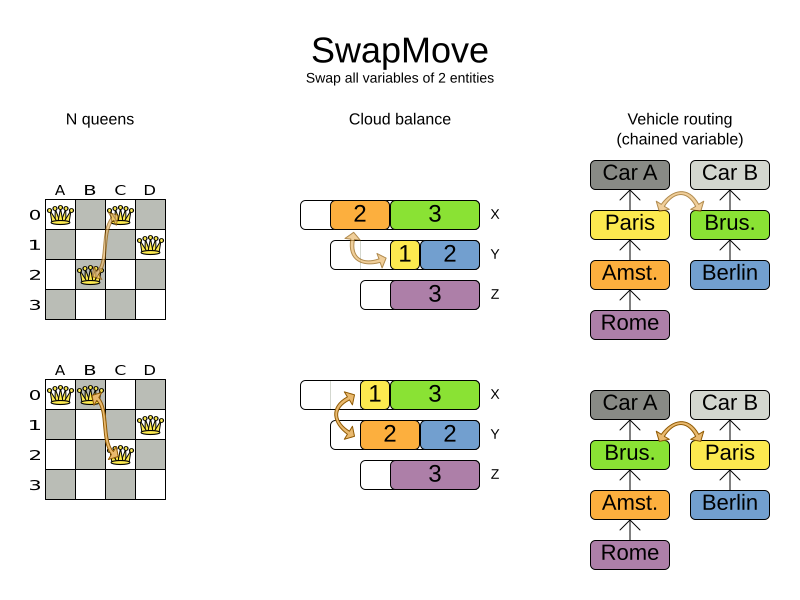 SwapMove
Swap all variables of 2 entities
N queens
A B C D
0
1
2
3
A B C D
0
1
2
3
Cloud balance
2 3 X
1 2 Y
3 Z
1 3 X
2 2 Y
3 Z
Vehicle routing
(chained variable)
Car A Car B
Paris Brus.
Amst. Berlin
Rome
Car A Car B
Brus. Paris
Amst. Berlin
Rome